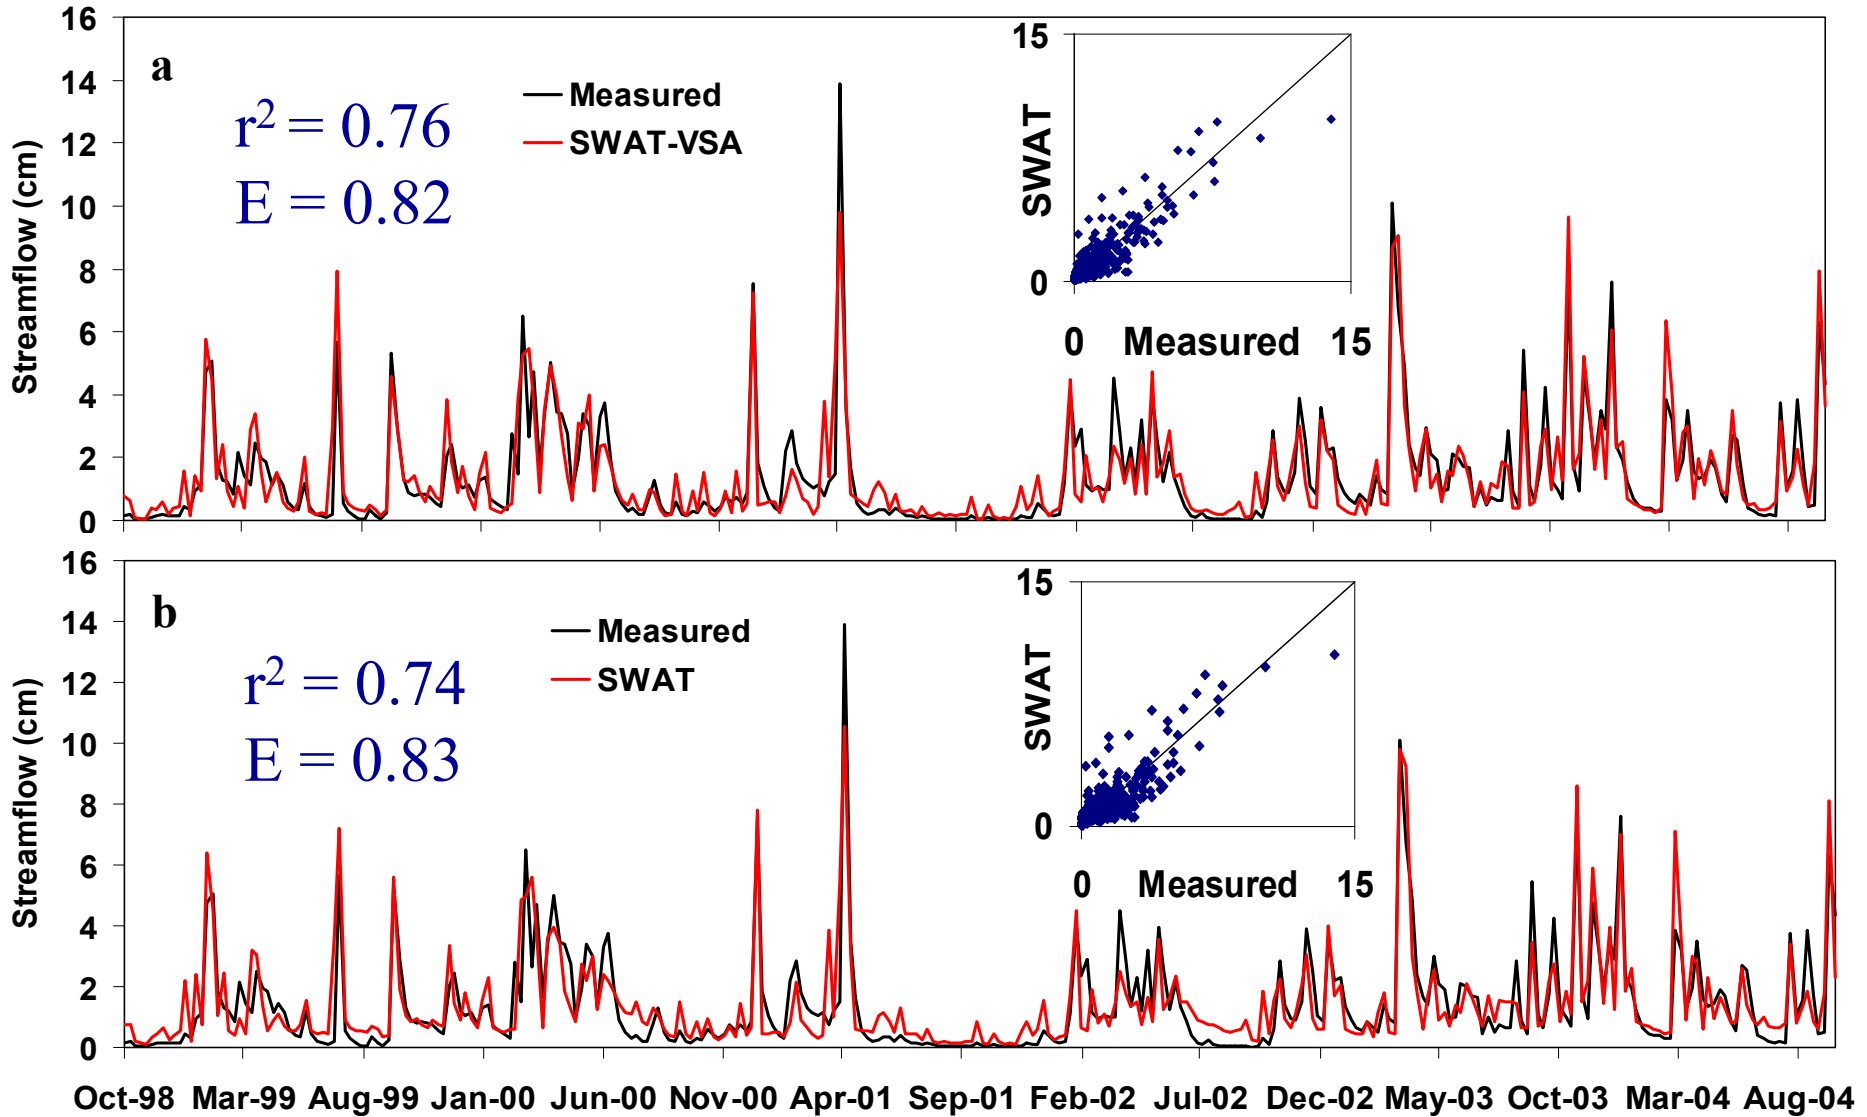 16
14
12
10
8
6
4
2
0
Streamflow (cm)
a
r² = 0.76
E = 0.82
Measured
SWAT-VSA
15
SWAT
0
0 Measured 15
16
14
12
10
8
6
4
2
0
Streamflow (cm)
b
r² = 0.74
E = 0.83
Measured
SWAT
15
SWAT
0
0 Measured 15
Oct-98 Mar-99 Aug-99 Jan-00 Jun-00 Nov-00 Apr-01 Sep-01 Feb-02 Jul-02 Dec-02 May-03 Oct-03 Mar-04 Aug-04